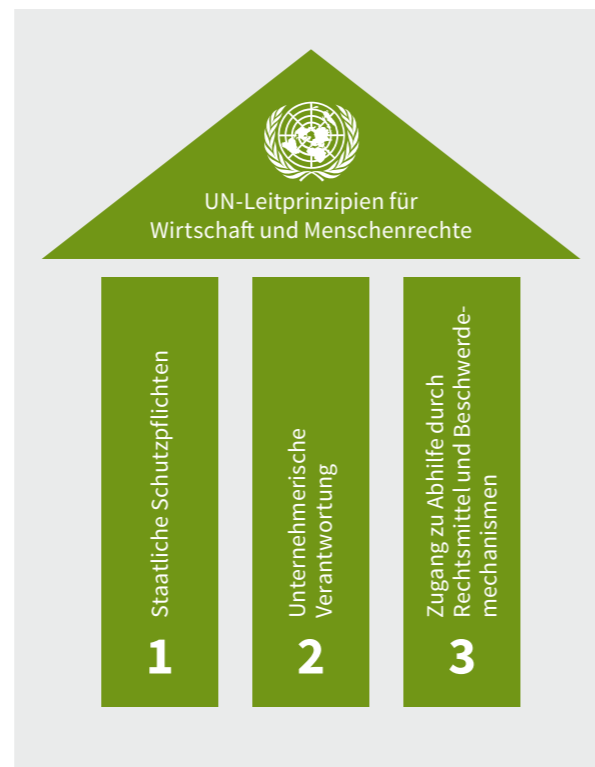 UN-Leitprinzipien für
Wirtschaft und Menschenrechte
Staatliche Schutzpflichten
1
Unternehmerische
Verantwortung
2
Zugang zu Abhilfe durch
Rechtsmittel und Beschwerde-
mechanismen
3